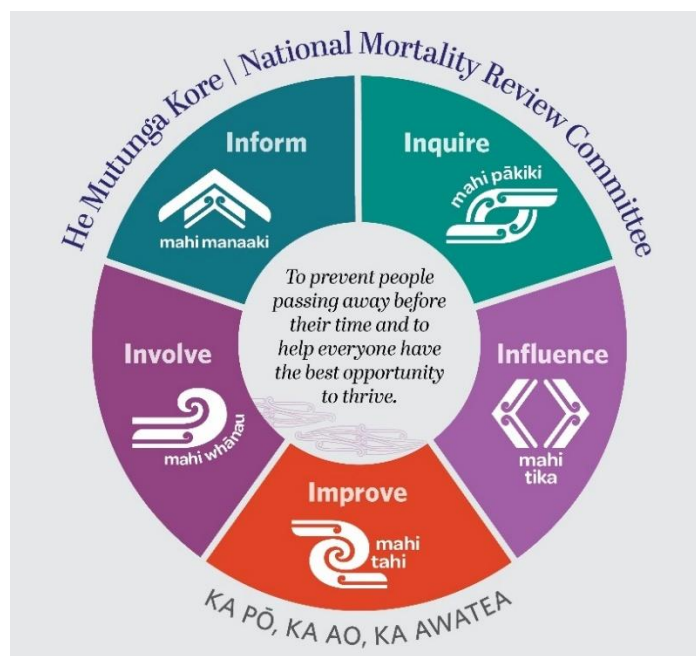 He Mutunga Kore | National Mortality Review Committee
Inform
mahi manaaki
Inquire
mahi pākiki
Involve
mahi whānau
To prevent people
passing away before
their time and to
help everyone have
the best opportunity
to thrive.
Influence
mahi
tika
Improve
mahi
tahi
KA PŌ, KA AO, KA AWATEA